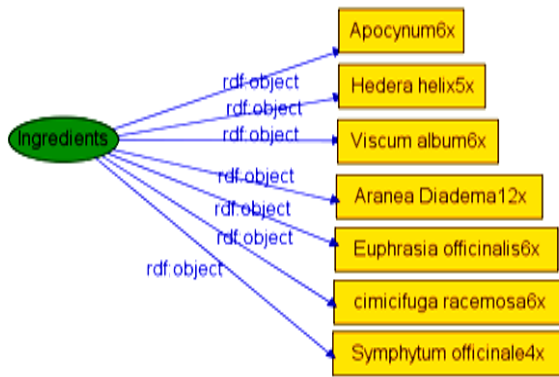 Apocynum6x
rdf:object
Hedera helix5x
rdf:object
Ingredients
rdf:object
Viscum album6x
rdf:object
Aranea Diadema12x
rdf:object
Euphrasia officinalis6x
rdf:object
rdf:object
cimicifuga racemosa6x
Symphytum officinale4x